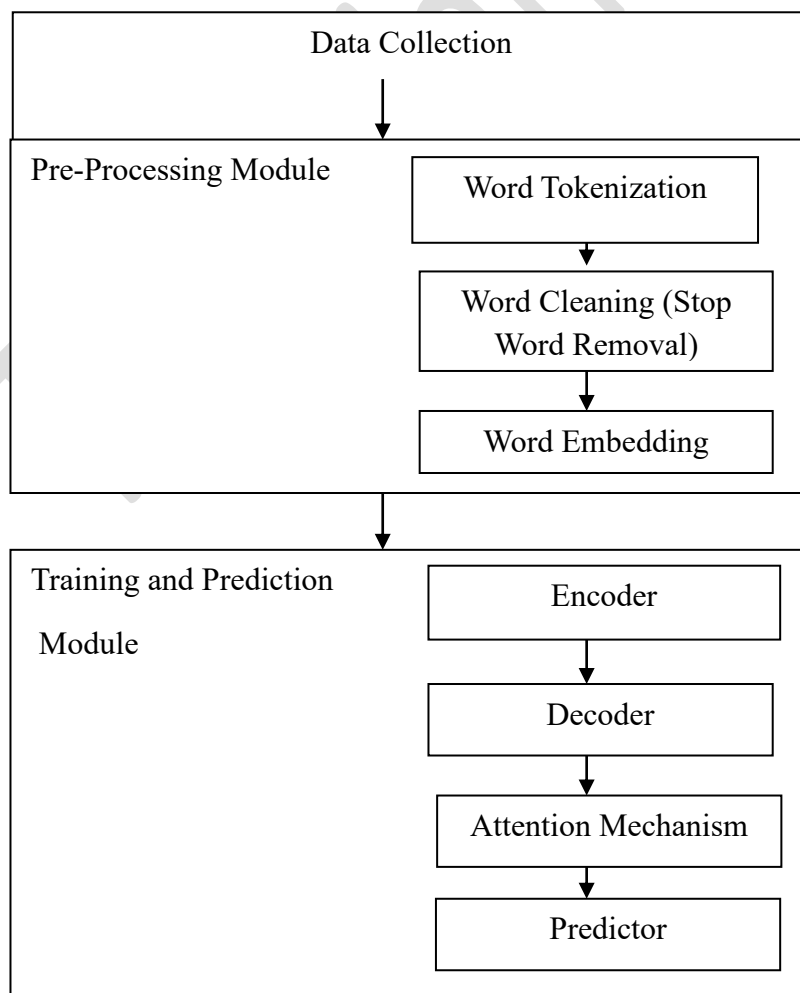 Data Collection
Pre-Processing Module
Word Tokenization
Word Cleaning (Stop
Word Removal)
Word Embedding
Training and Prediction
Module
Encoder
Decoder
Attention Mechanism
Predictor